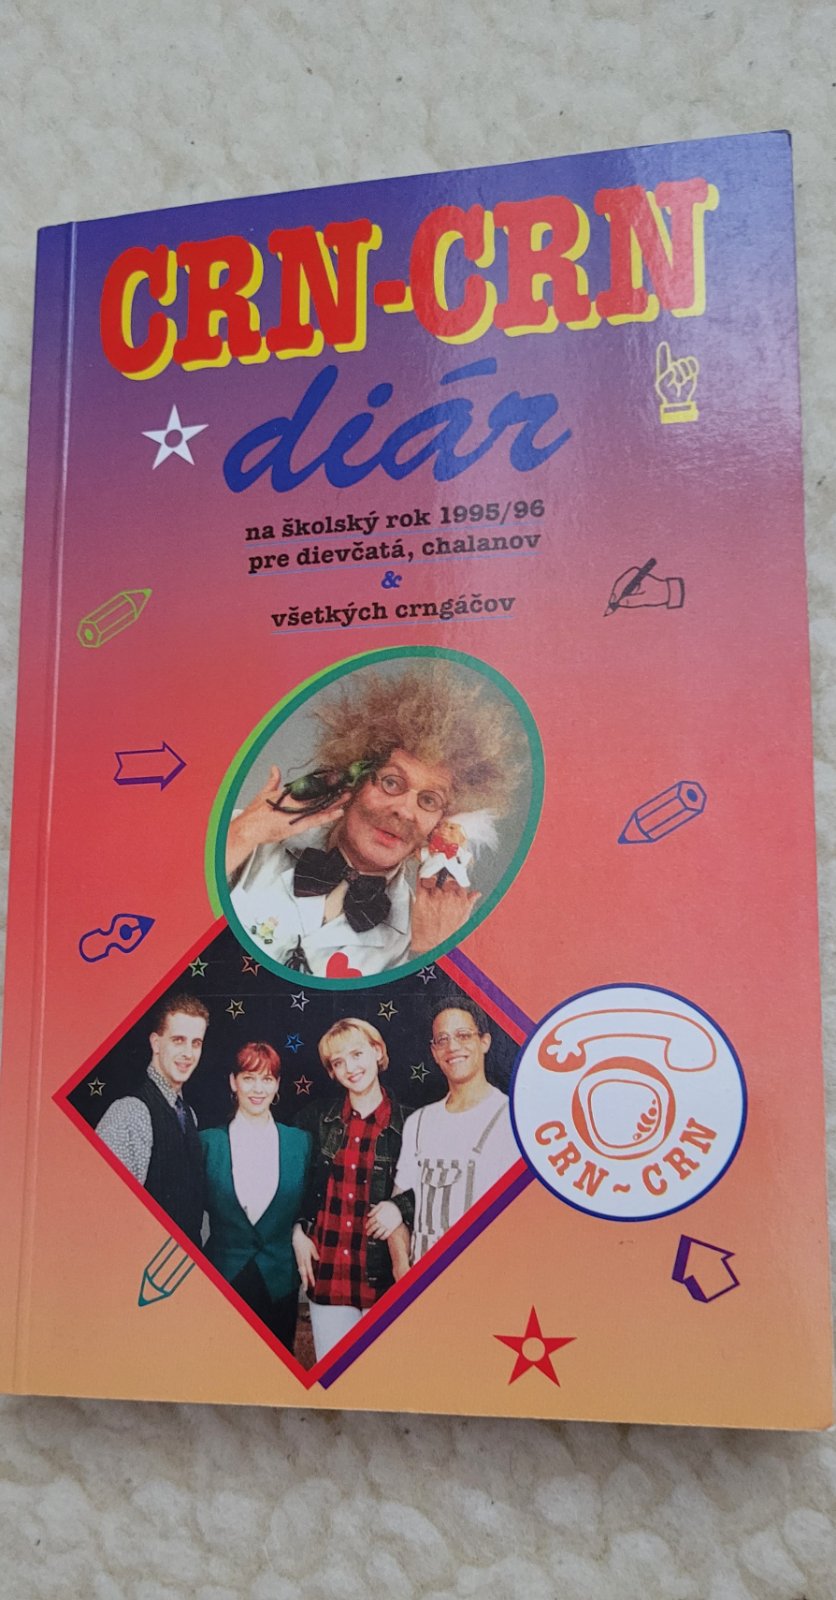 CRN-CRN
diár
na školský rok 1995/96
pre dievčatá, chalanov
&
všetkých crngáčov
CRN~CRN